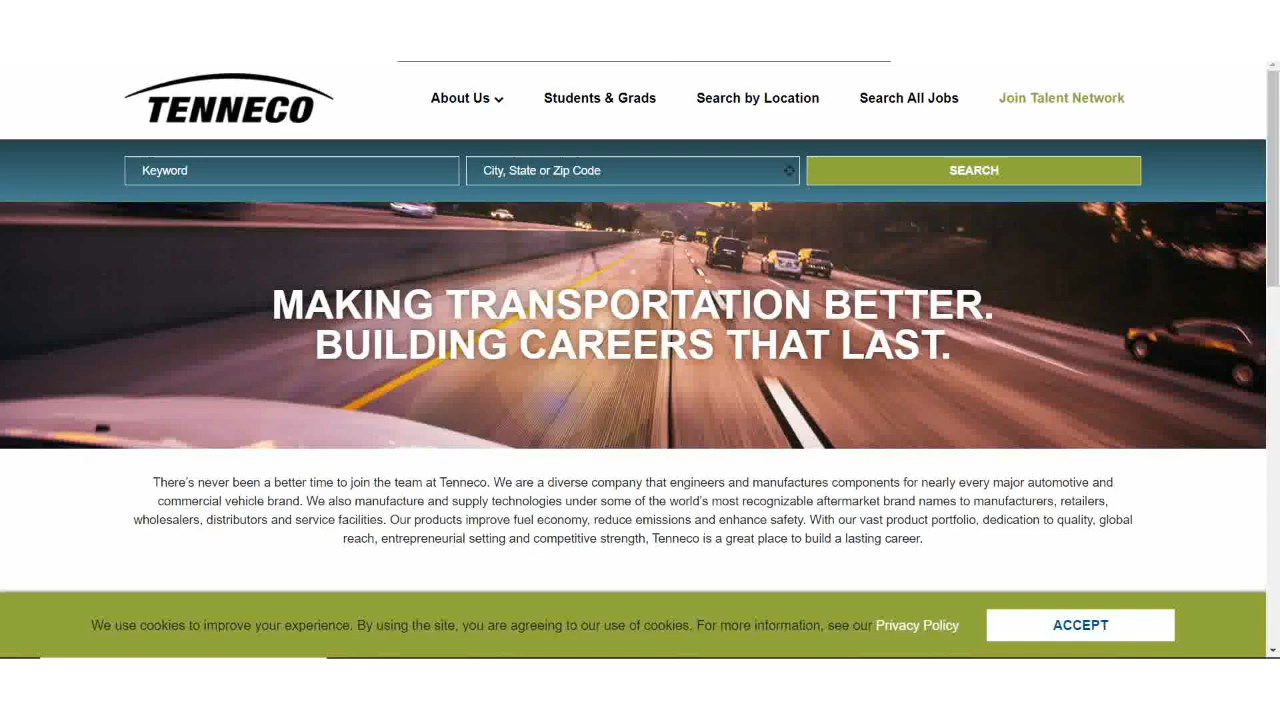 TENNECO
About Us
Students & Grads
Search by Location
Search All Jobs
Join Talent Network
Keyword
City, State or Zip Code
SEARCH
MAKING TRANSPORTATION BETTER.
BUILDING CAREERS THAT LAST.
There's never been a better time to join the team at Tenneco. We are a diverse company that engineers and manufactures components for nearly every major automotive and
commercial vehicle brand. We also manufacture and supply technologies under some of the world's most recognizable aftermarket brand names to manufacturers, retailers,
wholesalers, distributors and service facilities. Our products improve fuel economy, reduce emissions and enhance safety. With our vast product portfolio, dedication to quality, global
reach, entrepreneurial setting and competitive strength, Tenneco is a great place to build a lasting career.
We use cookies to improve your experience. By using the site, you are agreeing to our use of cookies. For more information, see our Privacy Policy
ACCEPT